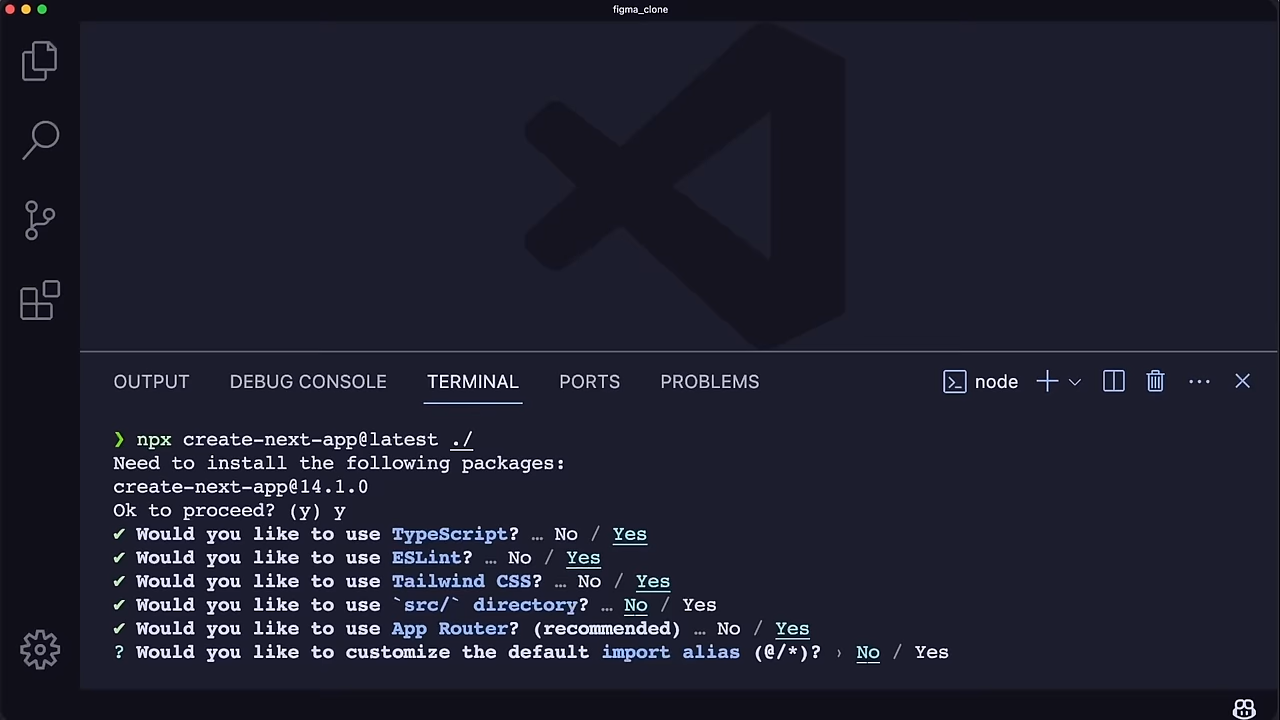 figma_clone
OUTPUT DEBUG CONSOLE TERMINAL PORTS PROBLEMS node
❯ npx create-next-app@latest ./
Need to install the following packages:
create-next-app@14.1.0
Ok to proceed? (y) y
✔ Would you like to use TypeScript? … No / Yes
✔ Would you like to use ESLint? … No / Yes
✔ Would you like to use Tailwind CSS? … No / Yes
✔ Would you like to use `src/` directory? … No / Yes
✔ Would you like to use App Router? (recommended) … No / Yes
? Would you like to customize the default import alias (@/*)? › No / Yes